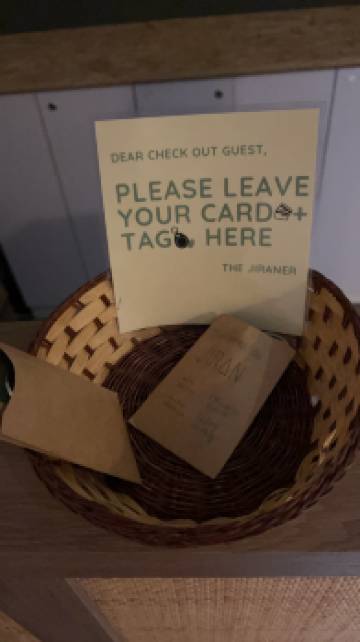 DEAR CHECK OUT GUEST,
PLEASE LEAVE
YOUR CARD +
TAG HERE
THE JIRANER